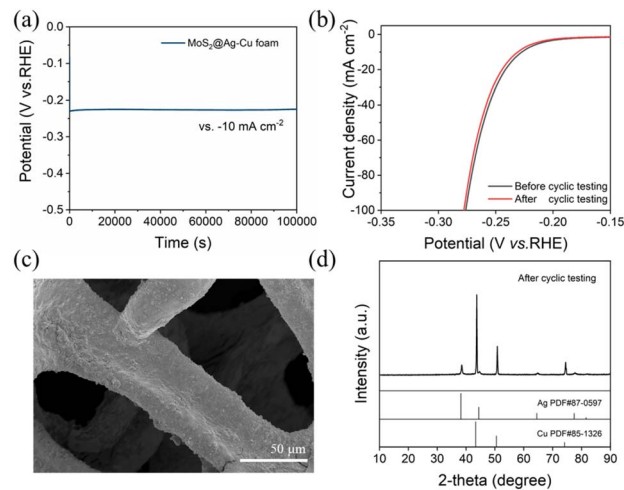 (a)
0.0
-0.1
-0.2
-0.3
-0.4
-0.5
Potential (V vs.RHE)
MoS₂@Ag-Cu foam
vs. -10 mA cm⁻²
0 20000 40000 60000 80000 100000
Time (s)
(b)
0
-20
-40
-60
-80
-100
Current density (mA cm⁻²)
Before cyclic testing
After cyclic testing
-0.35 -0.30 -0.25 -0.20 -0.15
Potential (V vs.RHE)
(c)
50 μm
(d)
Intensity (a.u.)
After cyclic testing
Ag PDF#87-0597
Cu PDF#85-1326
10 20 30 40 50 60 70 80 90
2-theta (degree)